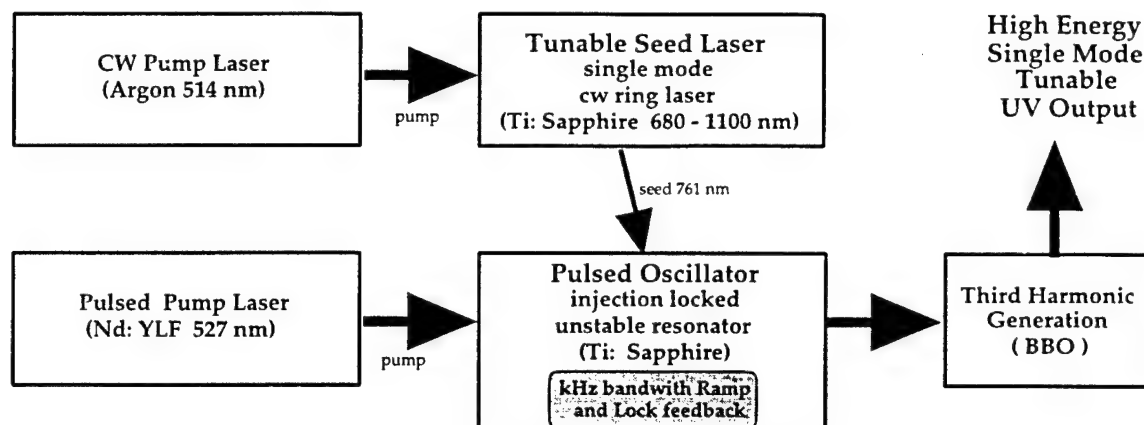 CW Pump Laser
(Argon 514 nm)
pump
Tunable Seed Laser
single mode
cw ring laser
(Ti: Sapphire 680 - 1100 nm)
High Energy
Single Mode
Tunable
UV Output
seed 761 nm
Pulsed Pump Laser
(Nd: YLF 527 nm)
pump
Pulsed Oscillator
injection locked
unstable resonator
(Ti: Sapphire)
kHz bandwith Ramp
and Lock feedback
Third Harmonic
Generation
( BBO )